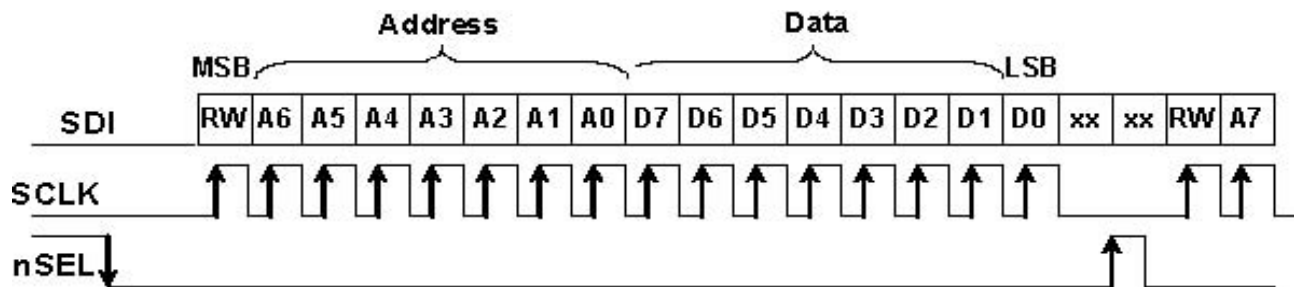 Address Data
MSB LSB
SDI RW A6 A5 A4 A3 A2 A1 A0 D7 D6 D5 D4 D3 D2 D1 D0 xx xx RW A7
SCLK
nSEL